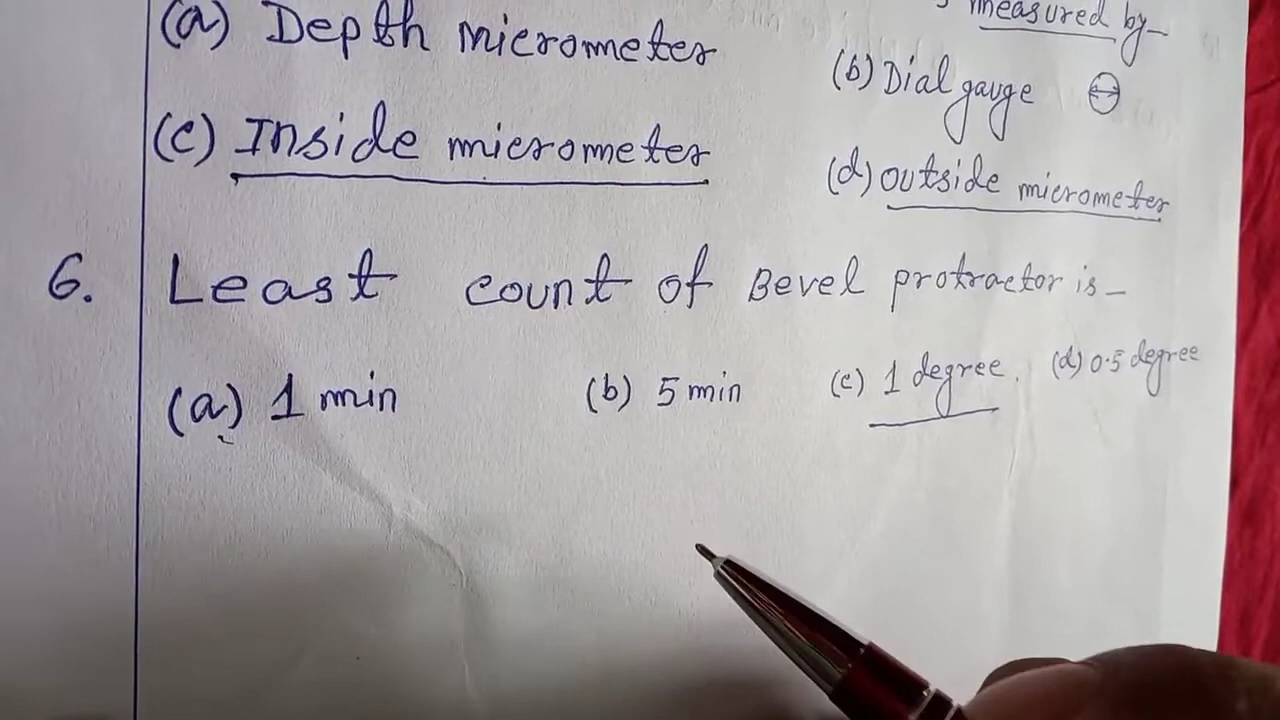 measured by-
(a) Depth micrometer
(b) Dial gauge
(c) Inside micrometer
(d) outside micrometer
6. Least count of Bevel protractor is-
(a) 1 min (b) 5 min (c) 1 degree. (d) 0.5 degree